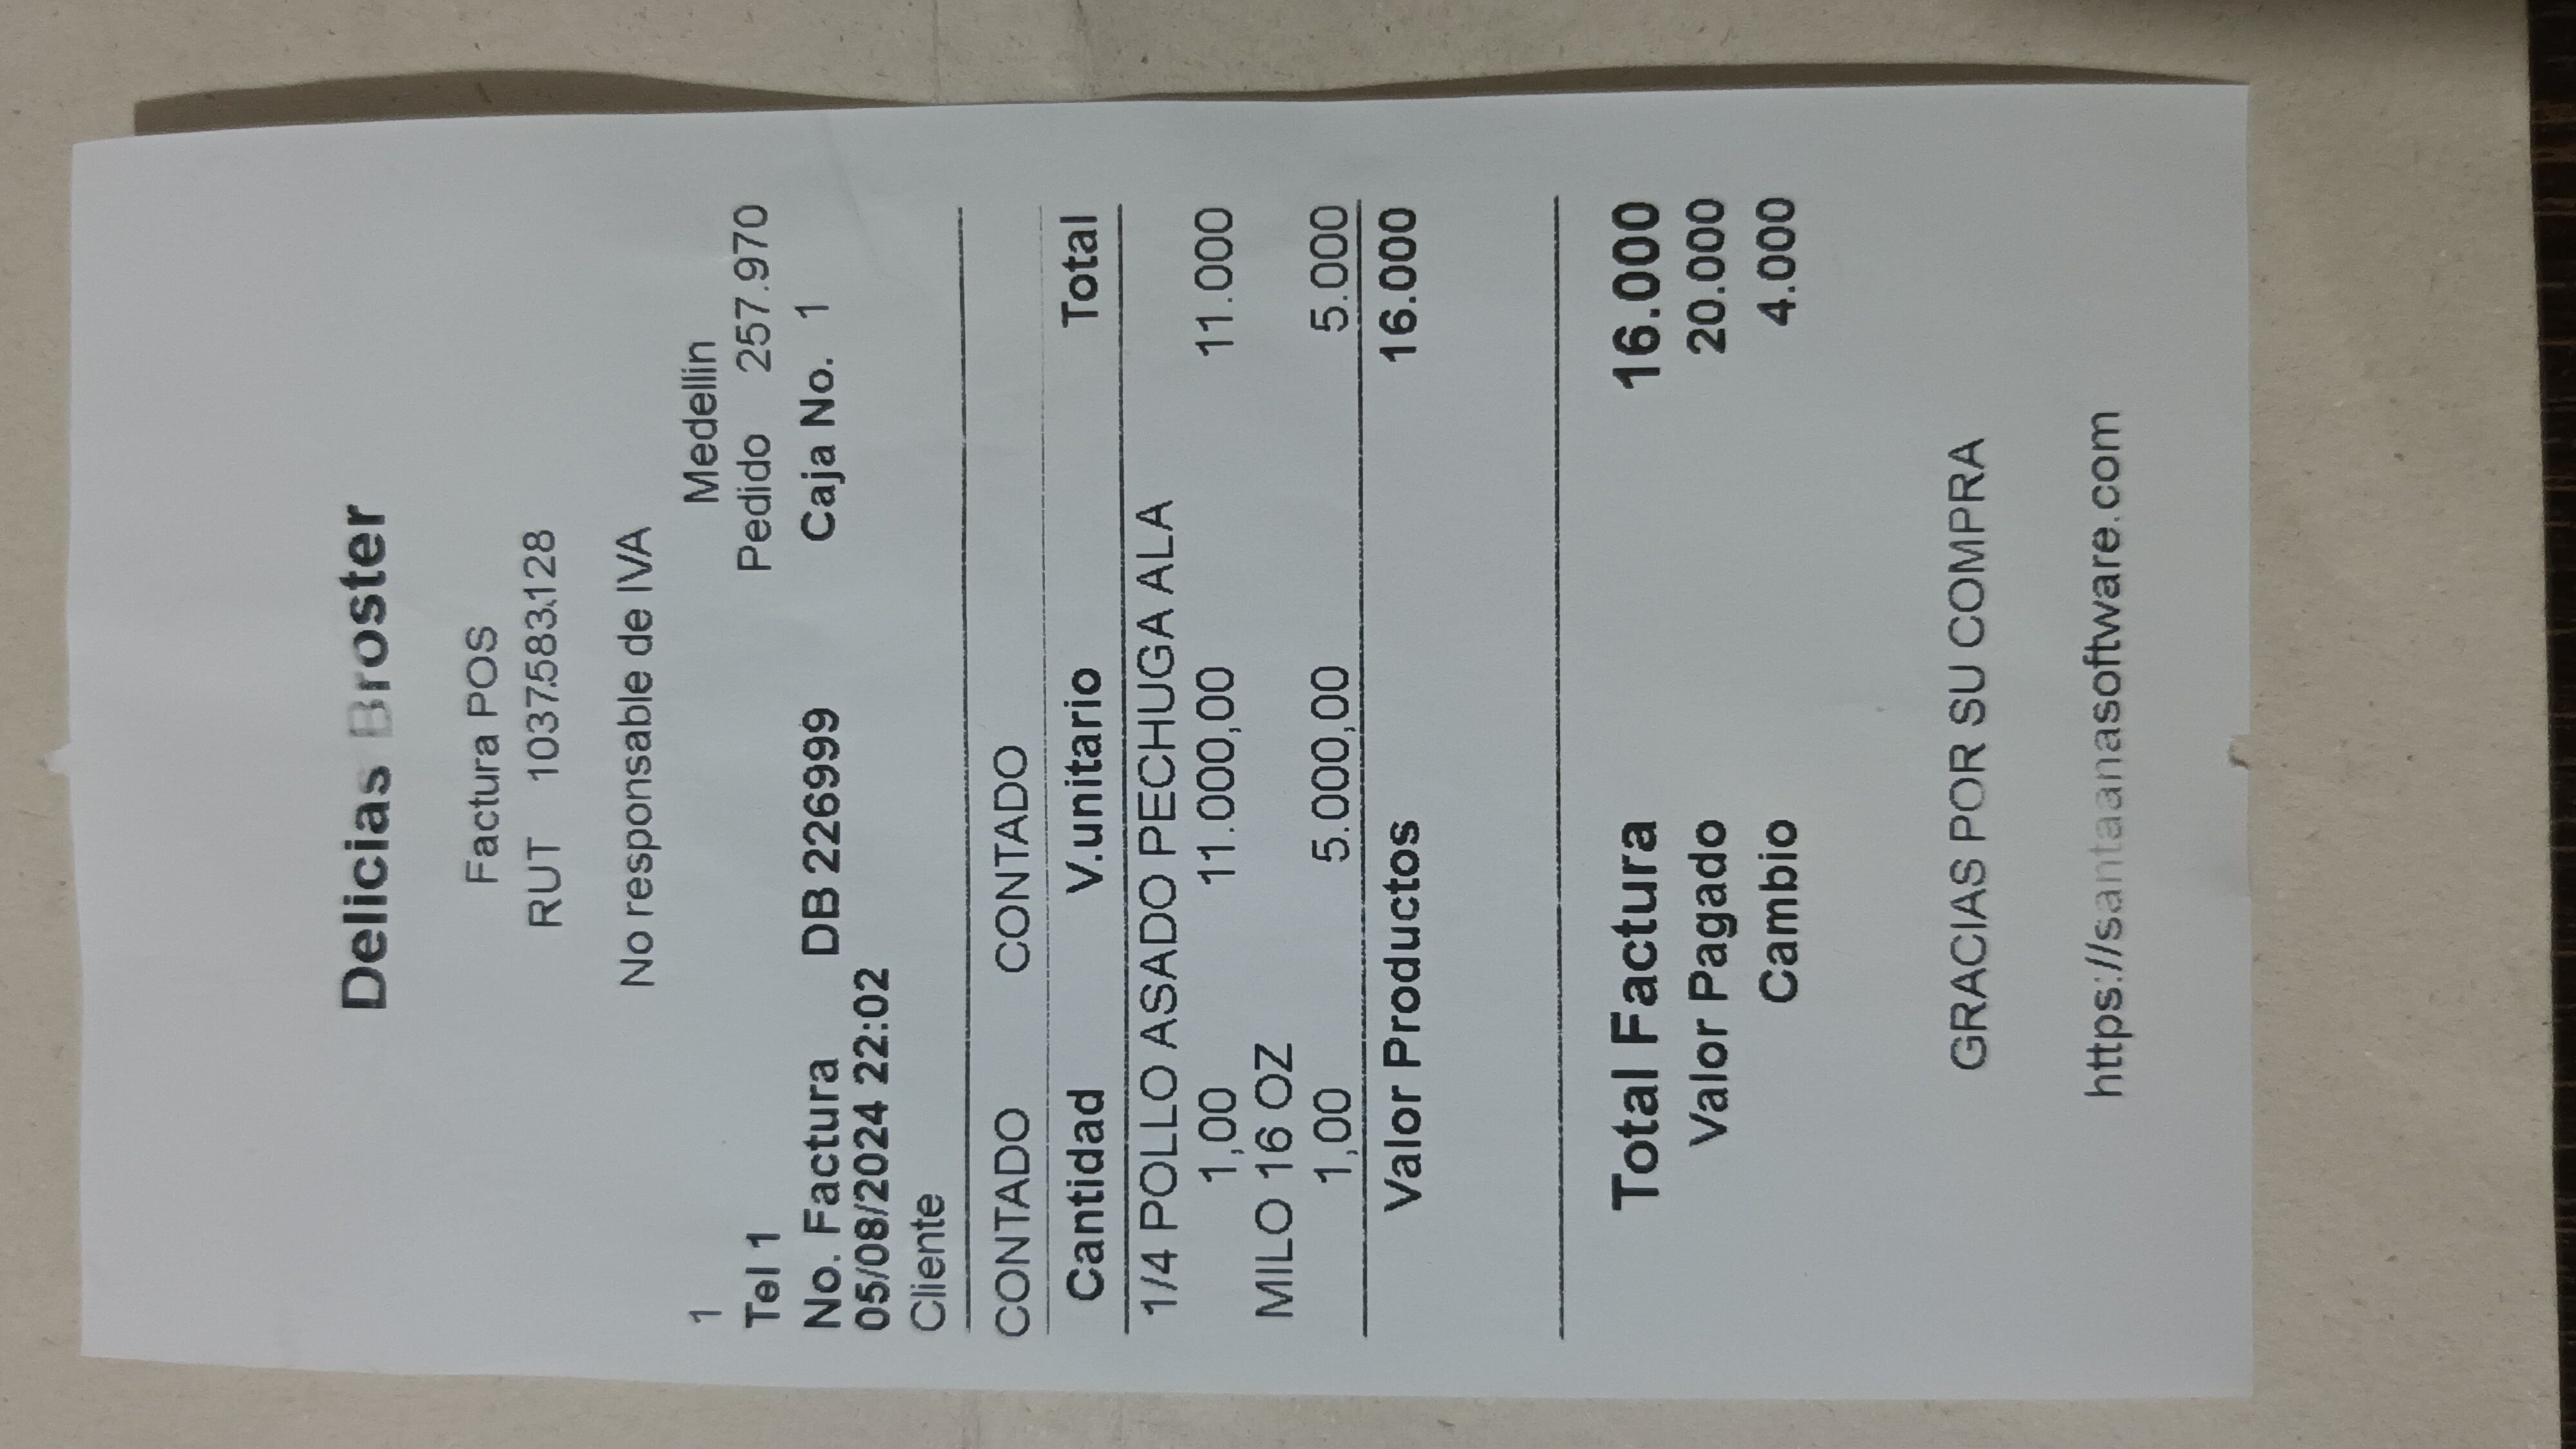 Delicias Broster
Factura POS
RUT 1037.583.128
No responsable de IVA
1 Medellin
Tel 1 Pedido 257.970
No. Factura DB 226999 Caja No. 1
05/08/2024 22:02
Cliente
CONTADO CONTADO
Cantidad V.unitario Total
1/4 POLLO ASADO PECHUGA ALA
1,00 11.000,00 11.000
MILO 16 OZ
1,00 5.000,00 5.000
Valor Productos 16.000
Total Factura 16.000
Valor Pagado 20.000
Cambio 4.000
GRACIAS POR SU COMPRA
https://santaanasoftware.com